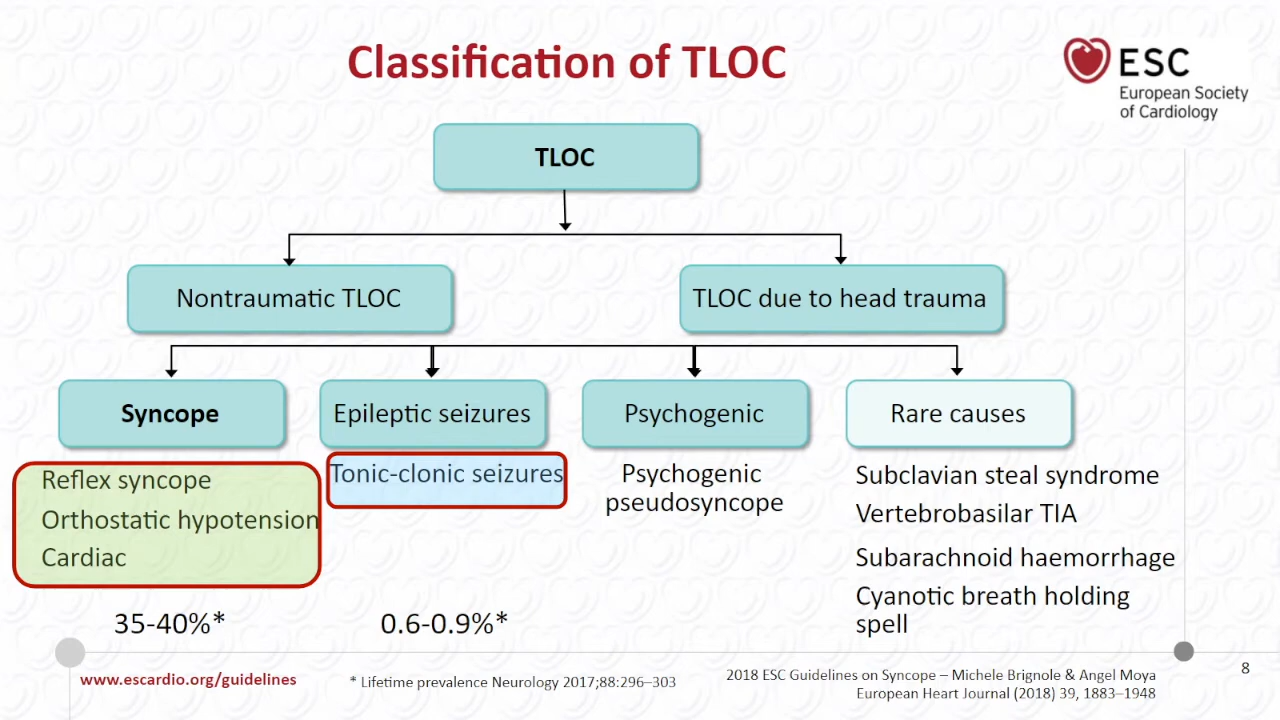 Classification of TLOC
ESC
European Society
of Cardiology
TLOC
Nontraumatic TLOC
TLOC due to head trauma
Syncope
Epileptic seizures
Psychogenic
Rare causes
Reflex syncope
Orthostatic hypotension
Cardiac
35-40%*
Tonic-clonic seizures
0.6-0.9%*
Psychogenic
pseudosyncope
Subclavian steal syndrome
Vertebrobasilar TIA
Subarachnoid haemorrhage
Cyanotic breath holding
spell
www.escardio.org/guidelines
* Lifetime prevalence Neurology 2017;88:296–303
2018 ESC Guidelines on Syncope – Michele Brignole & Angel Moya
European Heart Journal (2018) 39, 1883–1948
8